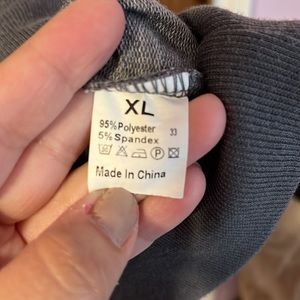 XL
95%Polyester 33
5%Spandex
P
Made In China